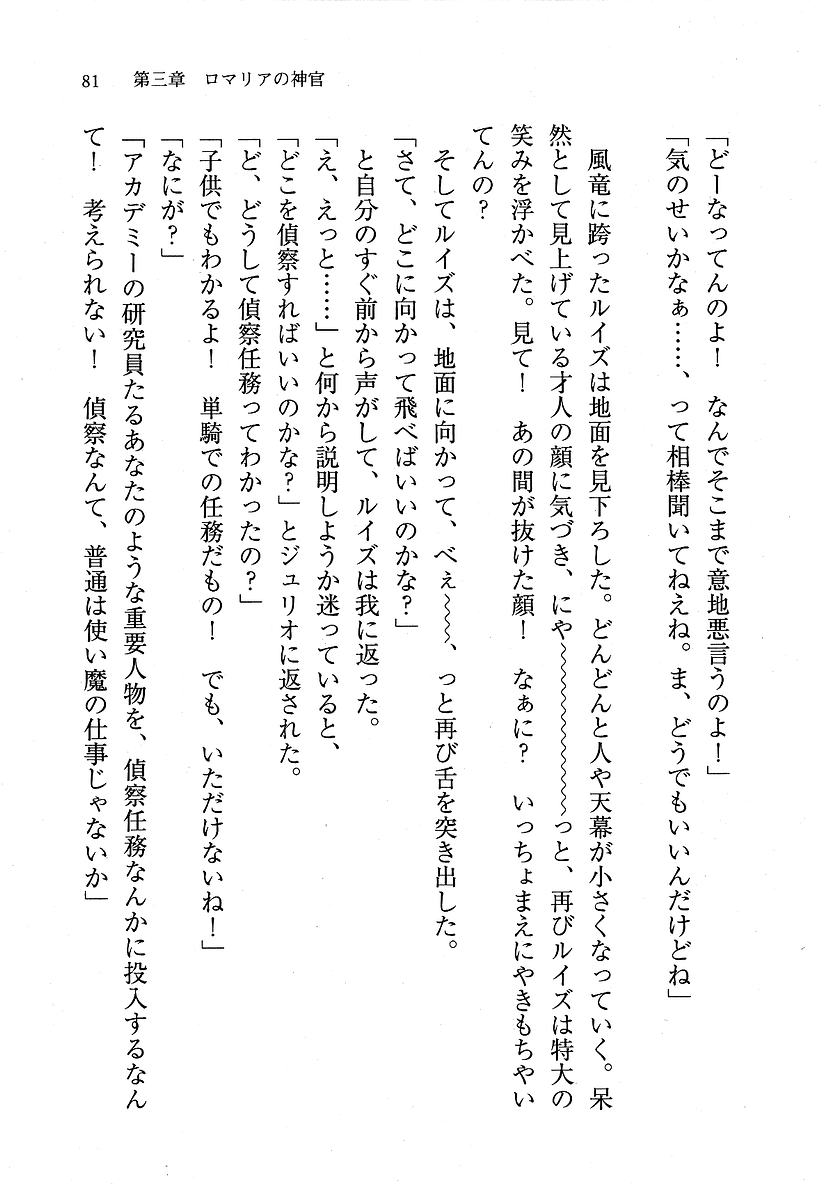 81　第三章　ロマリアの神官
「どーなってんのよ！　なんでそこまで意地悪言うのよ！」
「気のせいかなぁ……、って相棒聞いてねえね。ま、どうでもいいんだけどね」
　風竜に跨ったルイズは地面を見下ろした。どんどんと人や天幕が小さくなっていく。呆
然として見上げている才人の顔に気づき、にや〜〜〜〜〜〜〜〜〜っと、再びルイズは特大の
笑みを浮かべた。見て！　あの間が抜けた顔！　なぁに？　いっちょまえにやきもちやい
てんの？
　そしてルイズは、地面に向かって、べぇ〜〜〜、っと再び舌を突き出した。
「さて、どこに向かって飛べばいいのかな？」
　と自分のすぐ前から声がして、ルイズは我に返った。
「え、えっと……」と何から説明しようか迷っていると、
「どこを偵察すればいいのかな？」とジュリオに返された。
「ど、どうして偵察任務ってわかったの？」
「子供でもわかるよ！　単騎での任務だもの！　でも、いただけないね！」
「なにが？」
「アカデミーの研究員たるあなたのような重要人物を、偵察任務なんかに投入するなん
て！　考えられない！　偵察なんて、普通は使い魔の仕事じゃないか」